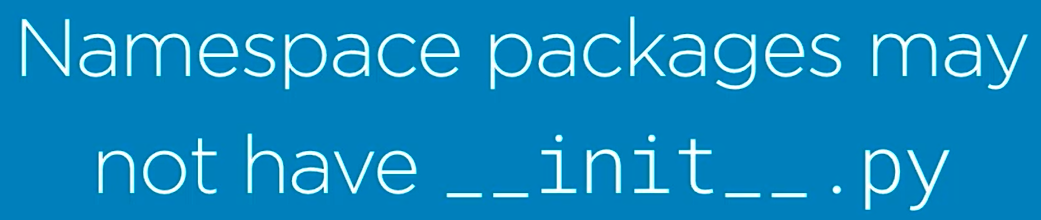 Namespace packages may
not have __init__.py